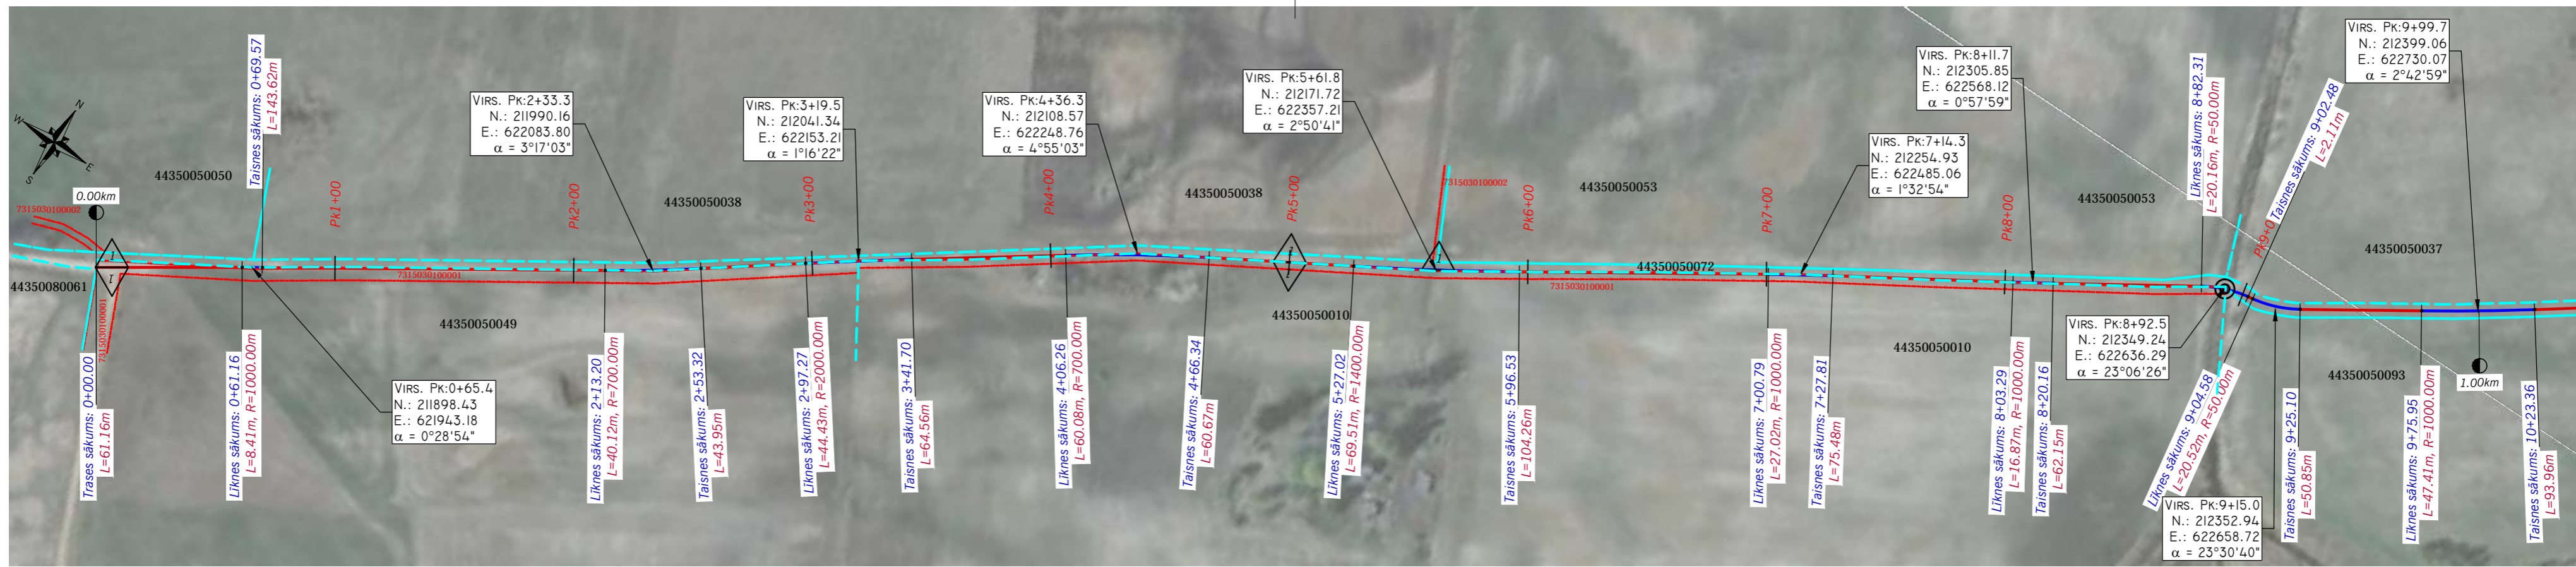 Taisnes sākums: 0+69.57
L=143.62m
N
W
E
S
44350050050
0.00km
7315030100002
44350080061
7315030100001
Pk1+00
Pk2+00
VIRS. PK:2+33.3
N.: 211990.16
E.: 622083.80
α = 3°17'03"
44350050038
Pk3+00
VIRS. PK:3+19.5
N.: 212041.34
E.: 622153.21
α = 1°16'22"
VIRS. PK:4+36.3
N.: 212108.57
E.: 622248.76
α = 4°55'03"
Pk4+00
44350050038
Pk5+00
VIRS. PK:5+61.8
N.: 212171.72
E.: 622357.21
α = 2°50'41"
7315030100002
Pk6+00
44350050053
Pk7+00
VIRS. PK:7+14.3
N.: 212254.93
E.: 622485.06
α = 1°32'54"
VIRS. PK:8+11.7
N.: 212305.85
E.: 622568.12
α = 0°57'59"
Pk8+00
44350050053
Līknes sākums: 8+82.31
L=20.16m, R=50.00m
Pk9+0
Taisnes sākums: 9+02.48
L=2.11m
VIRS. PK:9+99.7
N.: 212399.06
E.: 622730.07
α = 2°42'59"
44350050037
1
1
1
1
1
1
7315030100001
44350050072
7315030100001
44350050049
44350050010
44350050010
44350050093
1.00km
Trases sākums: 0+00.00
L=61.16m
Līknes sākums: 0+61.16
L=8.41m, R=1000.00m
VIRS. PK:0+65.4
N.: 211898.43
E.: 621943.18
α = 0°28'54"
Līknes sākums: 2+13.20
L=40.12m, R=700.00m
Taisnes sākums: 2+53.32
L=43.95m
Līknes sākums: 2+97.27
L=44.43m, R=2000.00m
Taisnes sākums: 3+41.70
L=64.56m
Līknes sākums: 4+06.26
L=60.08m, R=700.00m
Taisnes sākums: 4+66.34
L=60.67m
Līknes sākums: 5+27.02
L=69.51m, R=1400.00m
Taisnes sākums: 5+96.53
L=104.26m
Līknes sākums: 7+00.79
L=27.02m, R=1000.00m
Taisnes sākums: 7+27.81
L=75.48m
Līknes sākums: 8+03.29
L=16.87m, R=1000.00m
Taisnes sākums: 8+20.16
L=62.15m
VIRS. PK:8+92.5
N.: 212349.24
E.: 622636.29
α = 23°06'26"
Līknes sākums: 9+04.58
L=20.52m, R=50.00m
VIRS. PK:9+15.0
N.: 212352.94
E.: 622658.72
α = 23°30'40"
Taisnes sākums: 9+25.10
L=50.85m
Līknes sākums: 9+75.95
L=47.41m, R=1000.00m
Taisnes sākums: 10+23.36
L=93.96m